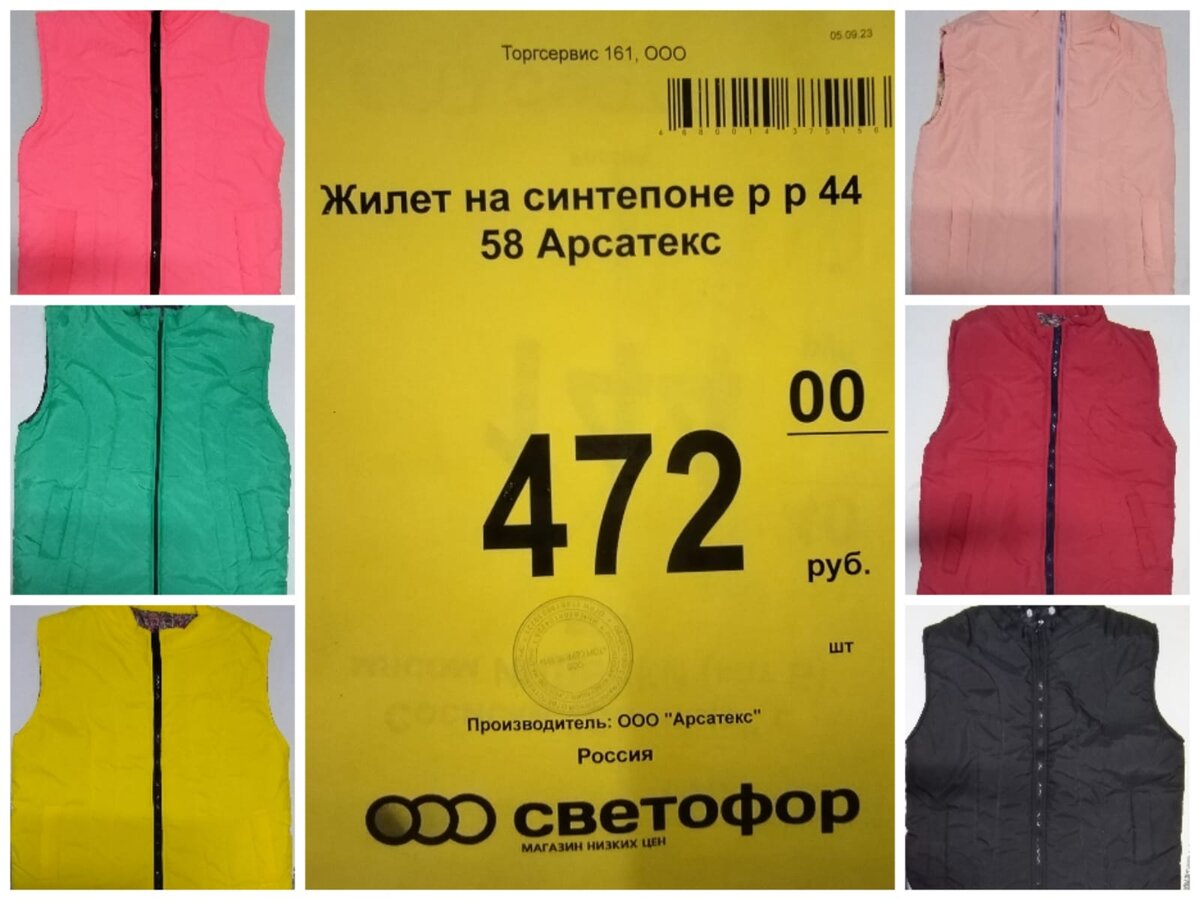 05.09.23
Торгсервис 161, ООО
Жилет на синтепоне р р 44
58 Арсатекс
00
472
руб.
шт
Производитель: ООО "Арсатекс"
Россия
светофор
МАГАЗИН НИЗКИХ ЦЕН